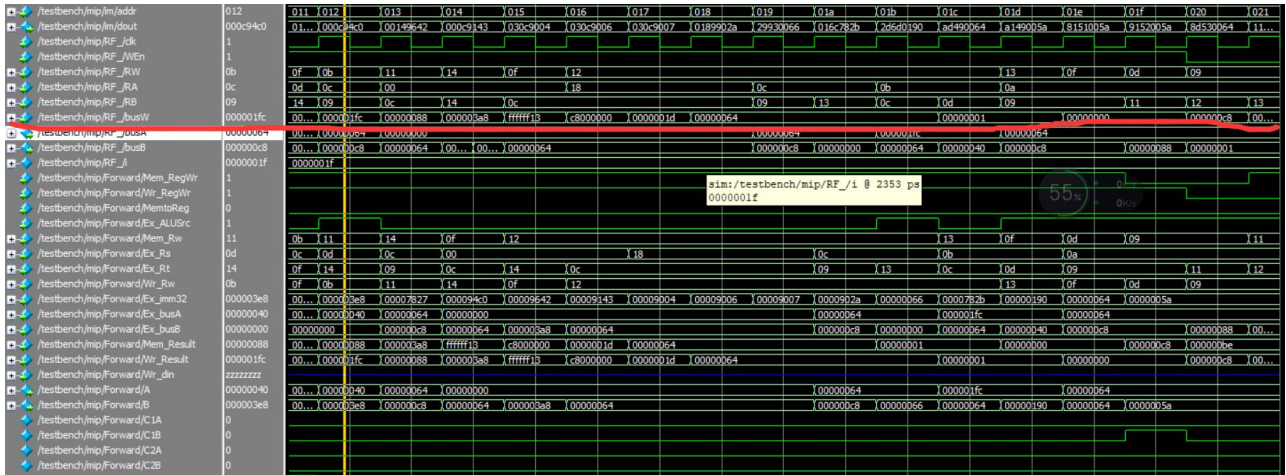 /testbench/mip/im/addr 012 011 012 013 014 015 016 017 018 019 01a 01b 01c 01d 01e 01f 020 021
/testbench/mip/im/dout 000c94c0 01... 000c94c0 00149642 000c9143 030c9004 030c9006 030c9007 0189902a 29930066 016c782b 2d6d0190 ad490064 a149005a 8151005a 9152005a 8d530064 11...
/testbench/mip/RF_/clk 1
/testbench/mip/RF_/WEn 1
/testbench/mip/RF_/RW 0b 0f 0b 11 14 0f 12 13 0f 0d 09
/testbench/mip/RF_/RA 0c 0d 0c 00 18 0c 0b 0a
/testbench/mip/RF_/RB 09 14 09 0c 14 0c 09 13 0c 0d 09 11 12 13
/testbench/mip/RF_/busW 000001fc 00... 000001fc 00000088 000003a8 ffffff13 c8000000 0000001d 00000064 00000001 00000000 000000c8 00...
/testbench/mip/RF_/busA 00000064 00... 00000064 00000000 00000064 000001fc 00000064
/testbench/mip/RF_/busB 000000c8 00... 000000c8 00000064 00... 00... 00000064 000000c8 00000000 00000064 00000040 000000c8 00000088 00000001
/testbench/mip/RF_/i 0000001f 0000001f
/testbench/mip/Forward/Mem_RegWr 1
sim:/testbench/mip/RF_/i @ 2353 ps
0000001f
55%
/testbench/mip/Forward/Wr_RegWr 1
/testbench/mip/Forward/MemtoReg 0
/testbench/mip/Forward/Ex_ALUSrc 1
/testbench/mip/Forward/Mem_Rw 11 0b 11 14 0f 12 13 0f 0d 09 11
/testbench/mip/Forward/Ex_Rs 0d 0c 0d 0c 00 18 0c 0b 0a
/testbench/mip/Forward/Ex_Rt 14 0f 14 09 0c 14 0c 09 13 0c 0d 09 11 12
/testbench/mip/Forward/Wr_Rw 0b 0f 0b 11 14 0f 12 13 0f 0d 09
/testbench/mip/Forward/Ex_imm32 000003e8 00... 000003e8 00007827 000094c0 00009642 00009143 00009004 00009006 00009007 0000902a 00000066 0000782b 00000190 00000064 0000005a
/testbench/mip/Forward/Ex_busA 00000040 00... 00000040 00000064 00000000 00000064 000001fc 00000064
/testbench/mip/Forward/Ex_busB 00000000 00000000 000000c8 00000064 000003a8 00000064 000000c8 00000000 00000064 00000040 000000c8 00000088 00...
/testbench/mip/Forward/Mem_Result 00000088 00... 00000088 000003a8 ffffff13 c8000000 0000001d 00000064 00000001 00000000 000000c8 000000be
/testbench/mip/Forward/Wr_Result 000001fc 00... 000001fc 00000088 000003a8 ffffff13 c8000000 0000001d 00000064 00000001 00000000 000000c8 00...
/testbench/mip/Forward/Wr_din zzzzzzzz
/testbench/mip/Forward/A 00000040 00... 00000040 00000064 00000000 00000064 000001fc 00000064
/testbench/mip/Forward/B 000003e8 00... 000003e8 000000c8 00000064 000003a8 00000064 000000c8 00000066 00000064 00000190 00000064 0000005a
/testbench/mip/Forward/C1A 0
/testbench/mip/Forward/C1B 0
/testbench/mip/Forward/C2A 0
/testbench/mip/Forward/C2B 0